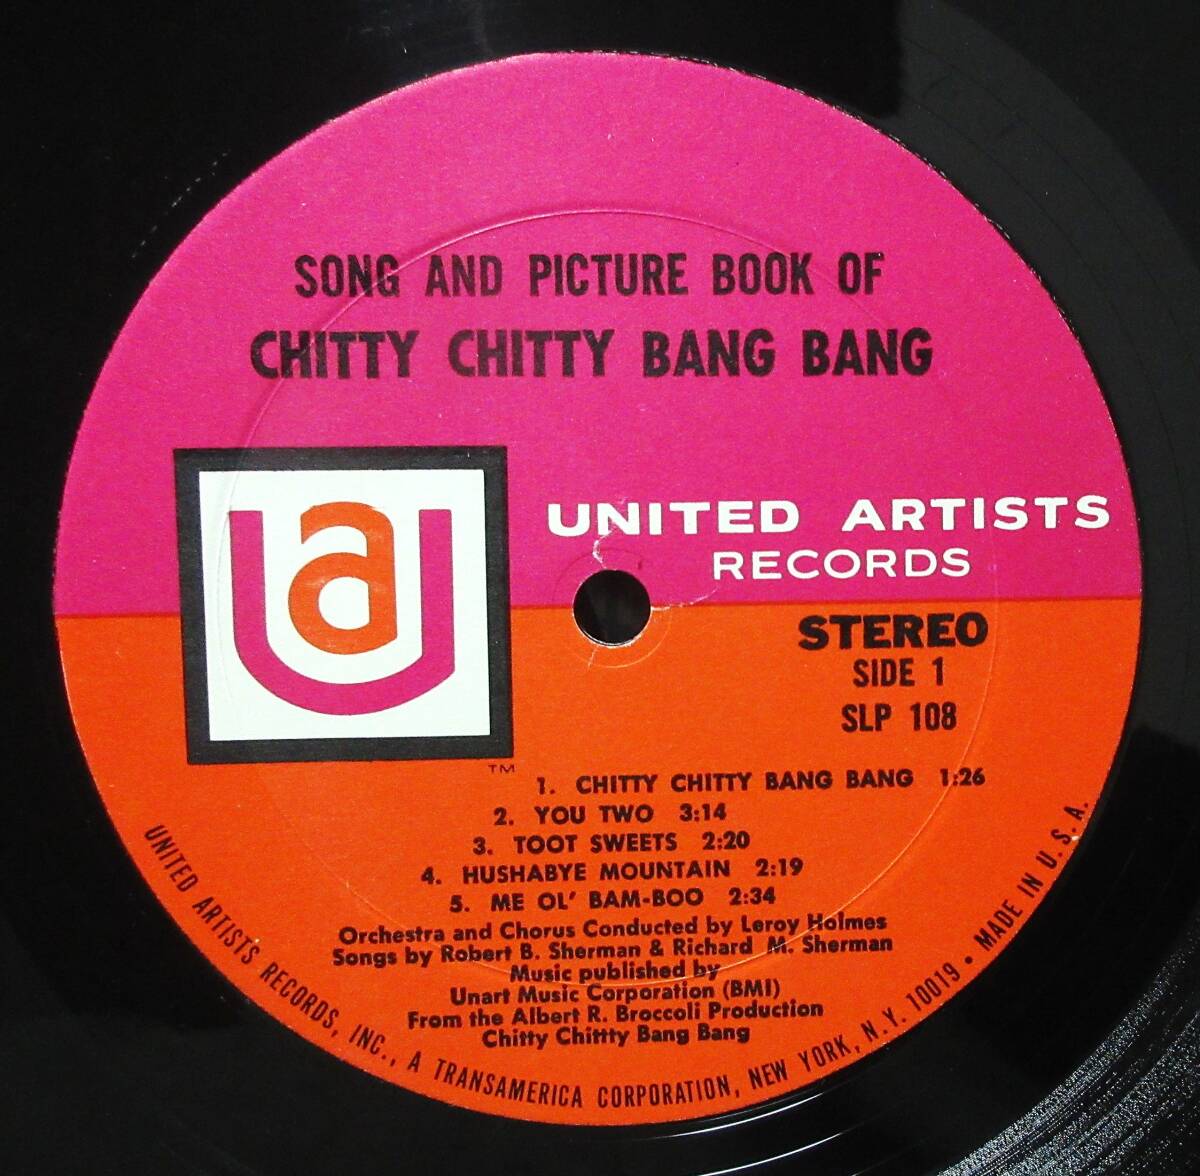 SONG AND PICTURE BOOK OF
CHITTY CHITTY BANG BANG
ua
TM
UNITED ARTISTS
RECORDS
STEREO
SIDE 1
SLP 108
1. CHITTY CHITTY BANG BANG 1:26
2. YOU TWO 3:14
3. TOOT SWEETS 2:20
4. HUSHABYE MOUNTAIN 2:19
5. ME OL' BAM-BOO 2:34
Orchestra and Chorus Conducted by Leroy Holmes
Songs by Robert B. Sherman & Richard M. Sherman
Music published by
Unart Music Corporation (BMI)
From the Albert R. Broccoli Production
Chitty Chittty Bang Bang
UNITED ARTISTS RECORDS, INC., A TRANSAMERICA CORPORATION, NEW YORK, N.Y. 10019 • MADE IN U.S.A.